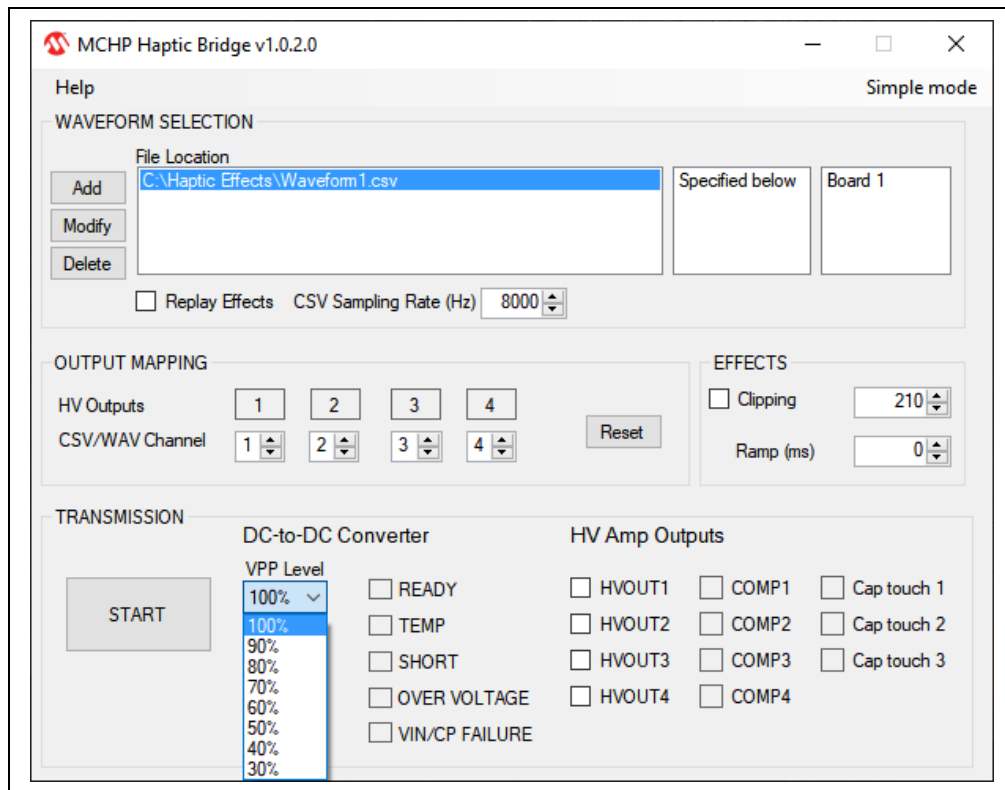 MCHP Haptic Bridge v1.0.2.0
Help Simple mode
WAVEFORM SELECTION
File Location
Add C:\Haptic Effects\Waveform1.csv Specified below Board 1
Modify
Delete
Replay Effects CSV Sampling Rate (Hz) 8000
OUTPUT MAPPING
HV Outputs 1 2 3 4
CSV/WAV Channel 1 2 3 4 Reset
EFFECTS
Clipping 210
Ramp (ms) 0
TRANSMISSION
START
DC-to-DC Converter
VPP Level
100%
100%
90%
80%
70%
60%
50%
40%
30%
READY
TEMP
SHORT
OVER VOLTAGE
VIN/CP FAILURE
HV Amp Outputs
HVOUT1 COMP1 Cap touch 1
HVOUT2 COMP2 Cap touch 2
HVOUT3 COMP3 Cap touch 3
HVOUT4 COMP4